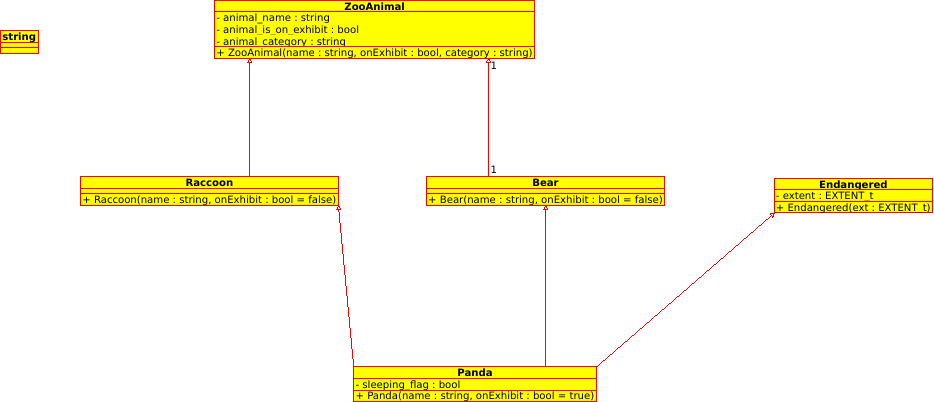 ZooAnimal
- animal_name : string
- animal_is_on_exhibit : bool
- animal_category : string
+ ZooAnimal(name : string, onExhibit : bool, category : string)
string
1
1
Raccoon
+ Raccoon(name : string, onExhibit : bool = false)
Bear
+ Bear(name : string, onExhibit : bool = false)
Endangered
- extent : EXTENT_t
+ Endangered(ext : EXTENT_t)
Panda
- sleeping_flag : bool
+ Panda(name : string, onExhibit : bool = true)